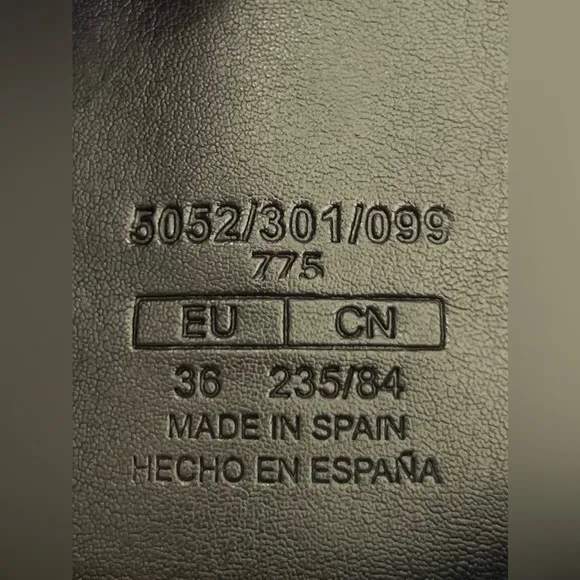 5052/301/099
775
EU CN
36 235/84
MADE IN SPAIN
HECHO EN ESPAÑA